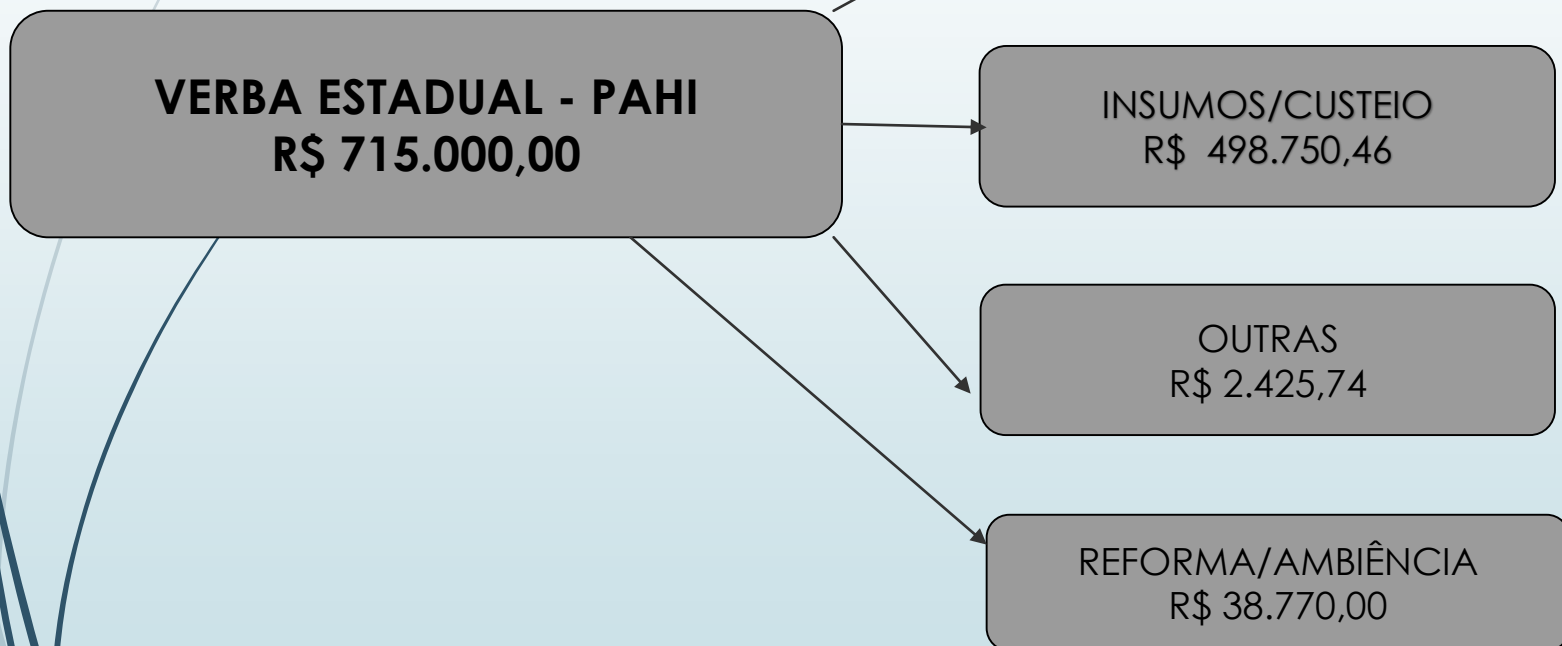 VERBA ESTADUAL - PAHI
R$ 715.000,00
INSUMOS/CUSTEIO
R$ 498.750,46
OUTRAS
R$ 2.425,74
REFORMA/AMBIÊNCIA
R$ 38.770,00